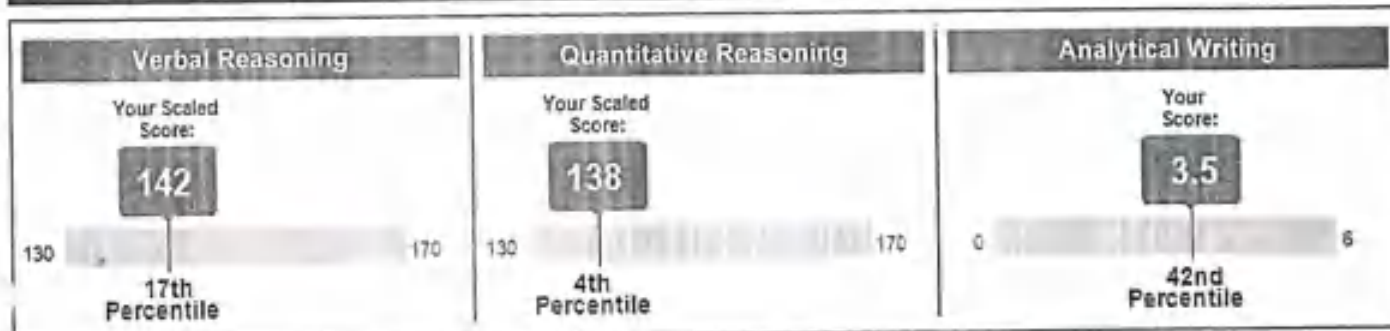 Verbal Reasoning
Your Scaled
Score:
142
130
170
17th
Percentile
Quantitative Reasoning
Your Scaled
Score:
138
130
170
4th
Percentile
Analytical Writing
Your
Score:
3.5
0
6
42nd
Percentile